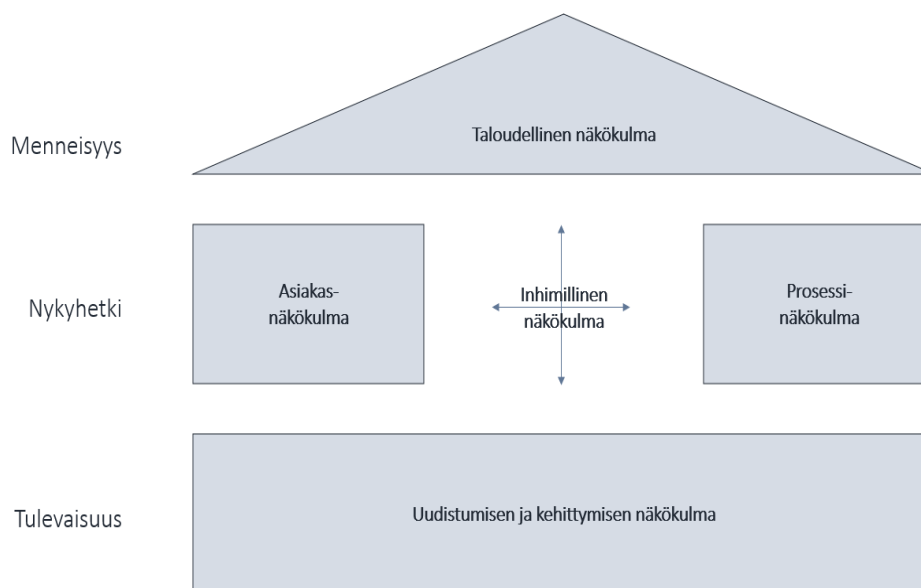 Menneisyys
Taloudellinen näkökulma
Nykyhetki
Asiakas-
näkökulma
Inhimillinen
näkökulma
Prosessi-
näkökulma
Tulevaisuus
Uudistumisen ja kehittymisen näkökulma